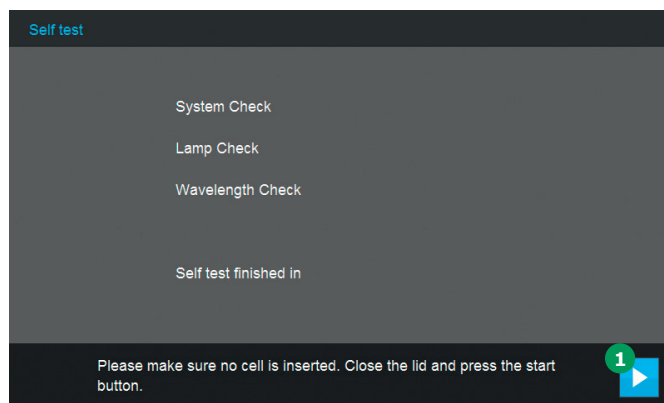 Self test
System Check
Lamp Check
Wavelength Check
Self test finished in
Please make sure no cell is inserted. Close the lid and press the start
button.
1